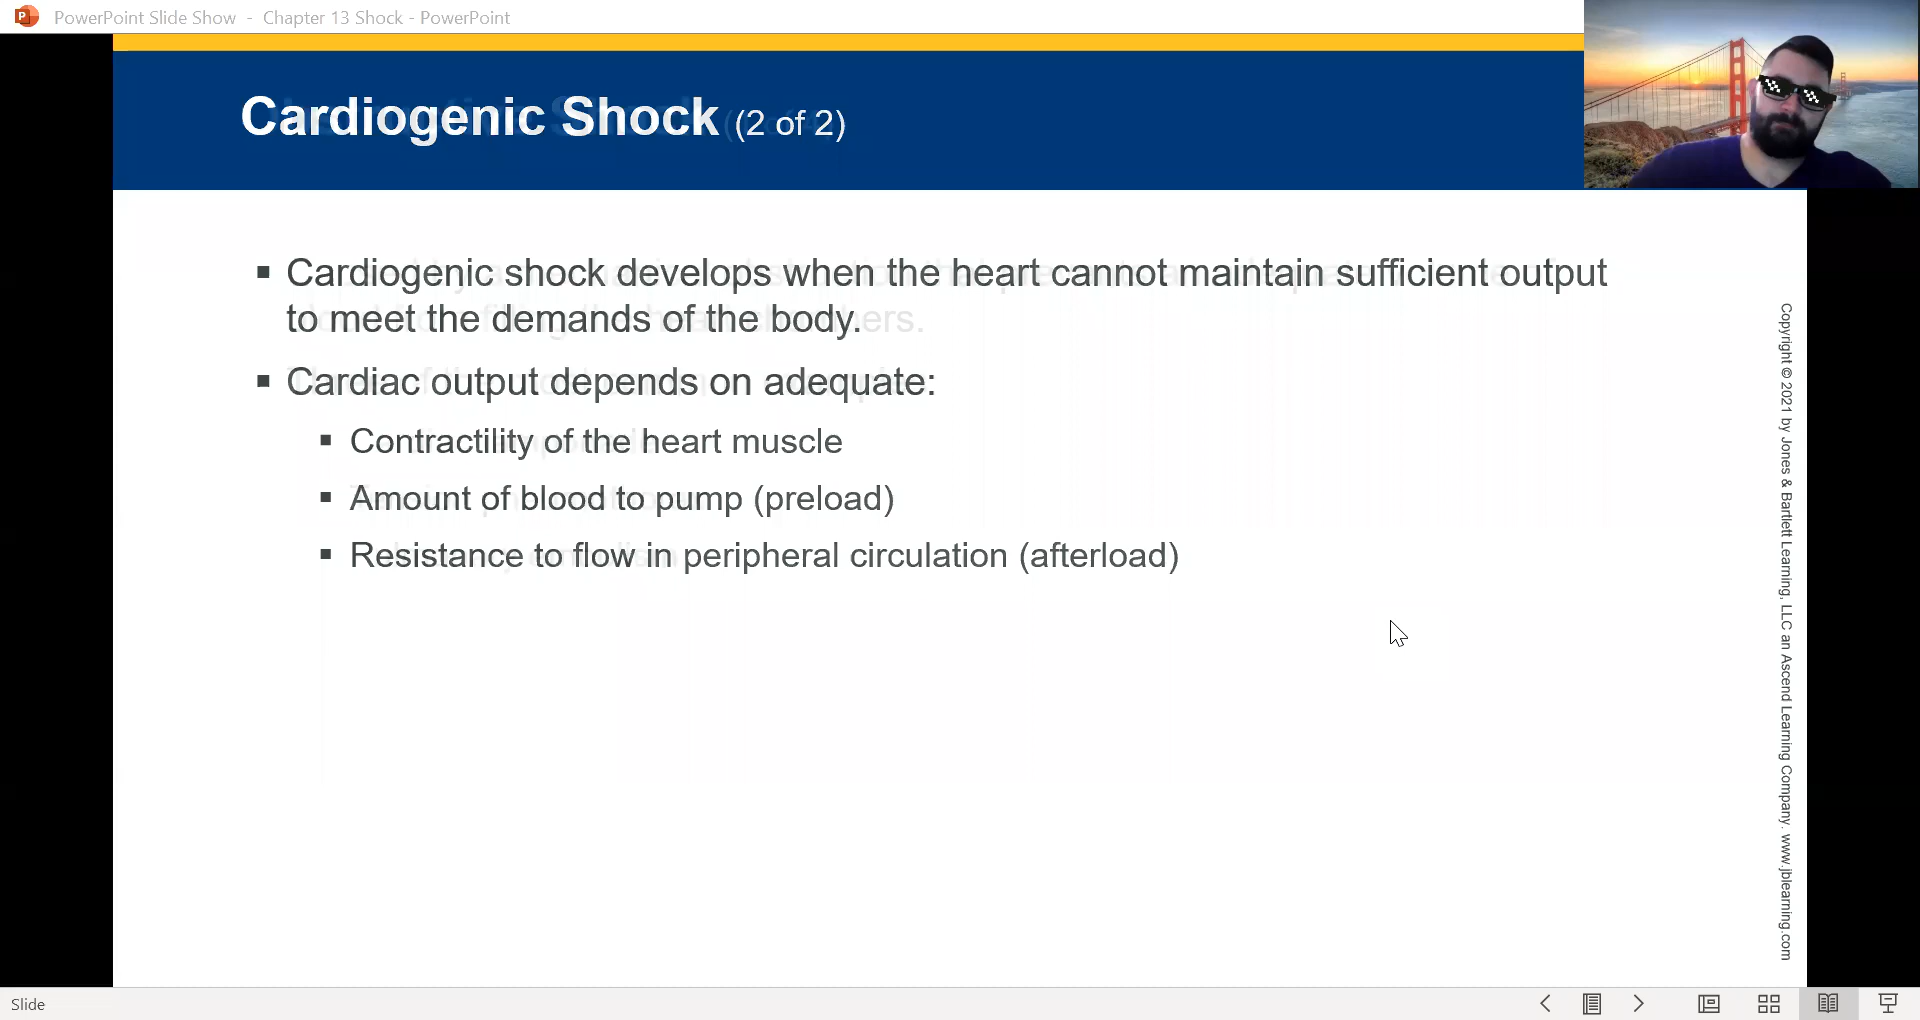 PowerPoint Slide Show - Chapter 13 Shock - PowerPoint
Cardiogenic Shock (2 of 2)
▪ Cardiogenic shock develops when the heart cannot maintain sufficient output
to meet the demands of the body.
▪ Cardiac output depends on adequate:
▪ Contractility of the heart muscle
▪ Amount of blood to pump (preload)
▪ Resistance to flow in peripheral circulation (afterload)
Copyright © 2021 by Jones & Bartlett Learning, LLC an Ascend Learning Company. www.jblearning.com
Slide